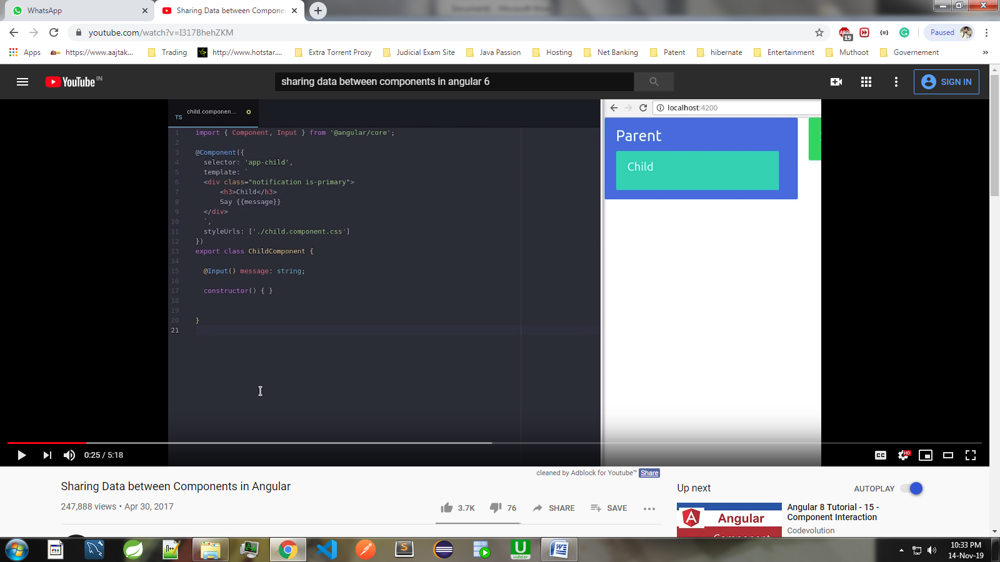 WhatsApp
Sharing Data between Componen
youtube.com/watch?v=I317BhehZKM
19
Paused
Apps
https://www.aajtak...
Trading
http://www.hotstar....
Extra Torrent Proxy
Judicial Exam Site
Java Passion
Hosting
Net Banking
Patent
hibernate
Entertainment
Muthoot
Governement
»
YouTube IN
sharing data between components in angular 6
SIGN IN
TS child.componen...
localhost:4200
1 import { Component, Input } from '@angular/core';
2
3 @Component({
4 selector: 'app-child',
5 template: `
6 <div class="notification is-primary">
7 <h3>Child</h3>
8 Say {{message}}
9 </div>
10 `,
11 styleUrls: ['./child.component.css']
12 })
13 export class ChildComponent {
14
15 @Input() message: string;
16
17 constructor() { }
18
19
20 }
21
Parent
Child
0:25 / 5:18
CC
HD
cleaned by Adblock for Youtube™ Share
Sharing Data between Components in Angular
247,888 views • Apr 30, 2017
3.7K
76
SHARE
SAVE
Up next
AUTOPLAY
Angular
Angular 8 Tutorial - 15 -
Component Interaction
Codevolution
10:33 PM
14-Nov-19